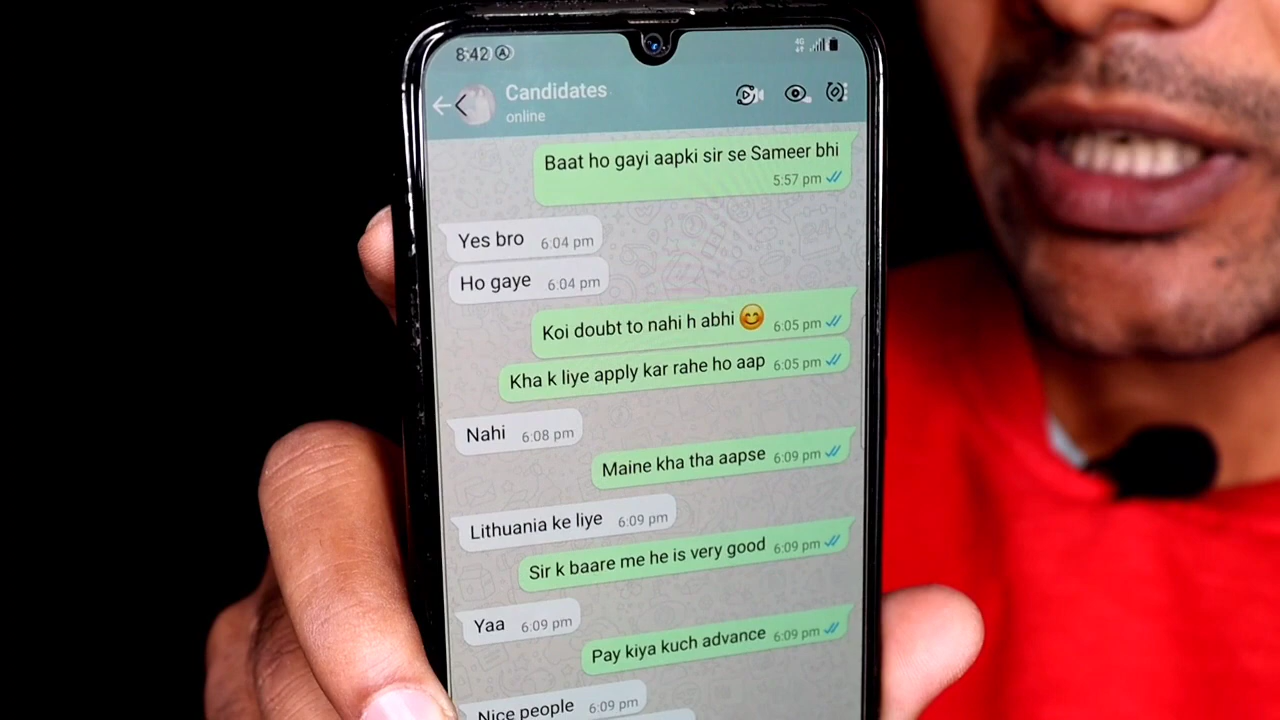 8:42
4G
Candidates
online
Baat ho gayi aapki sir se Sameer bhi
5:57 pm
Yes bro 6:04 pm
Ho gaye 6:04 pm
Koi doubt to nahi h abhi 😊 6:05 pm
Kha k liye apply kar rahe ho aap 6:05 pm
Nahi 6:08 pm
Maine kha tha aapse 6:09 pm
Lithuania ke liye 6:09 pm
Sir k baare me he is very good 6:09 pm
Yaa 6:09 pm
Pay kiya kuch advance 6:09 pm
Nice people 6:09 pm